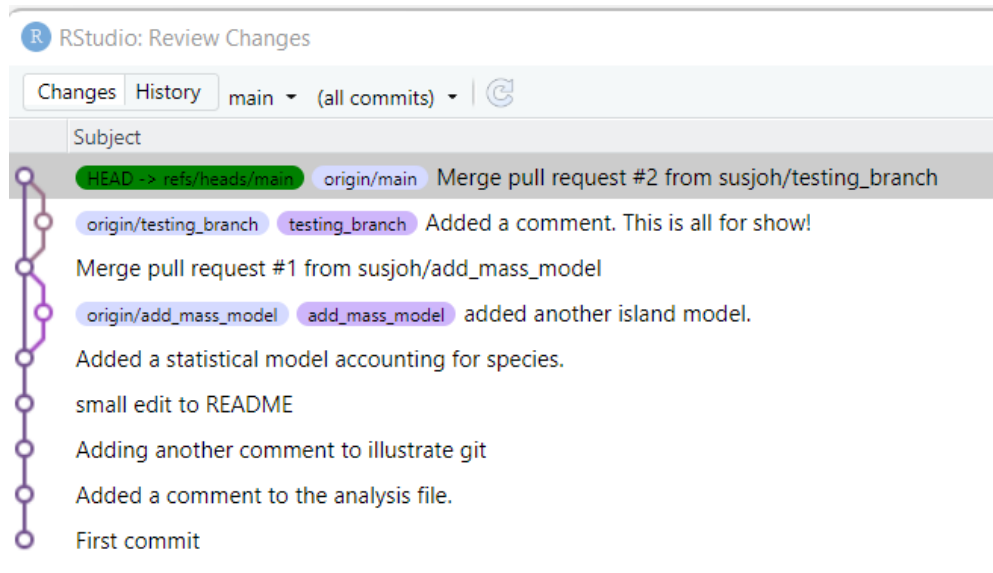 R RStudio: Review Changes
Changes History main (all commits)
Subject
HEAD -> refs/heads/main origin/main Merge pull request #2 from susjoh/testing_branch
origin/testing_branch testing_branch Added a comment. This is all for show!
Merge pull request #1 from susjoh/add_mass_model
origin/add_mass_model add_mass_model added another island model.
Added a statistical model accounting for species.
small edit to README
Adding another comment to illustrate git
Added a comment to the analysis file.
First commit